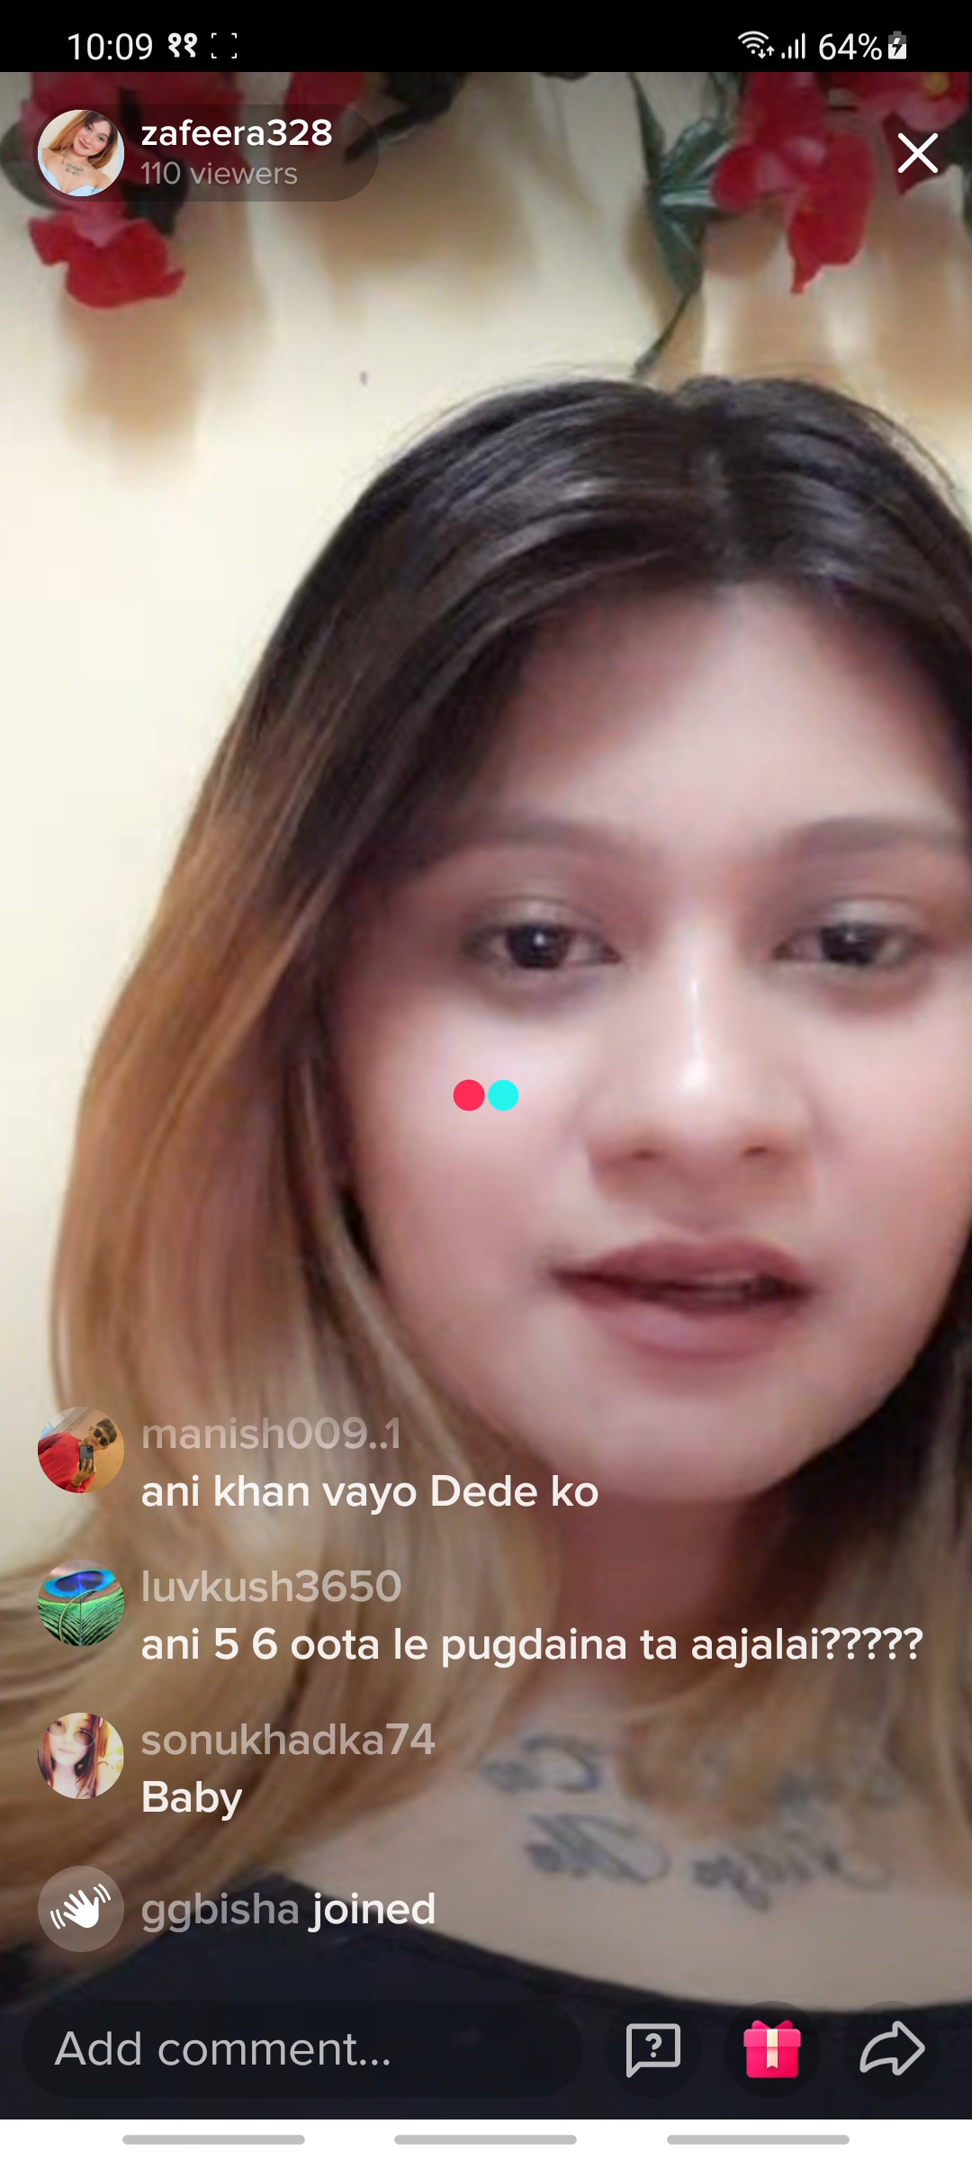 10:09 ११
64%
zafeera328
110 viewers
manish009..1
ani khan vayo Dede ko
luvkush3650
ani 5 6 oota le pugdaina ta aajalai?????
sonukhadka74
Baby
ggbisha joined
Add comment...
?